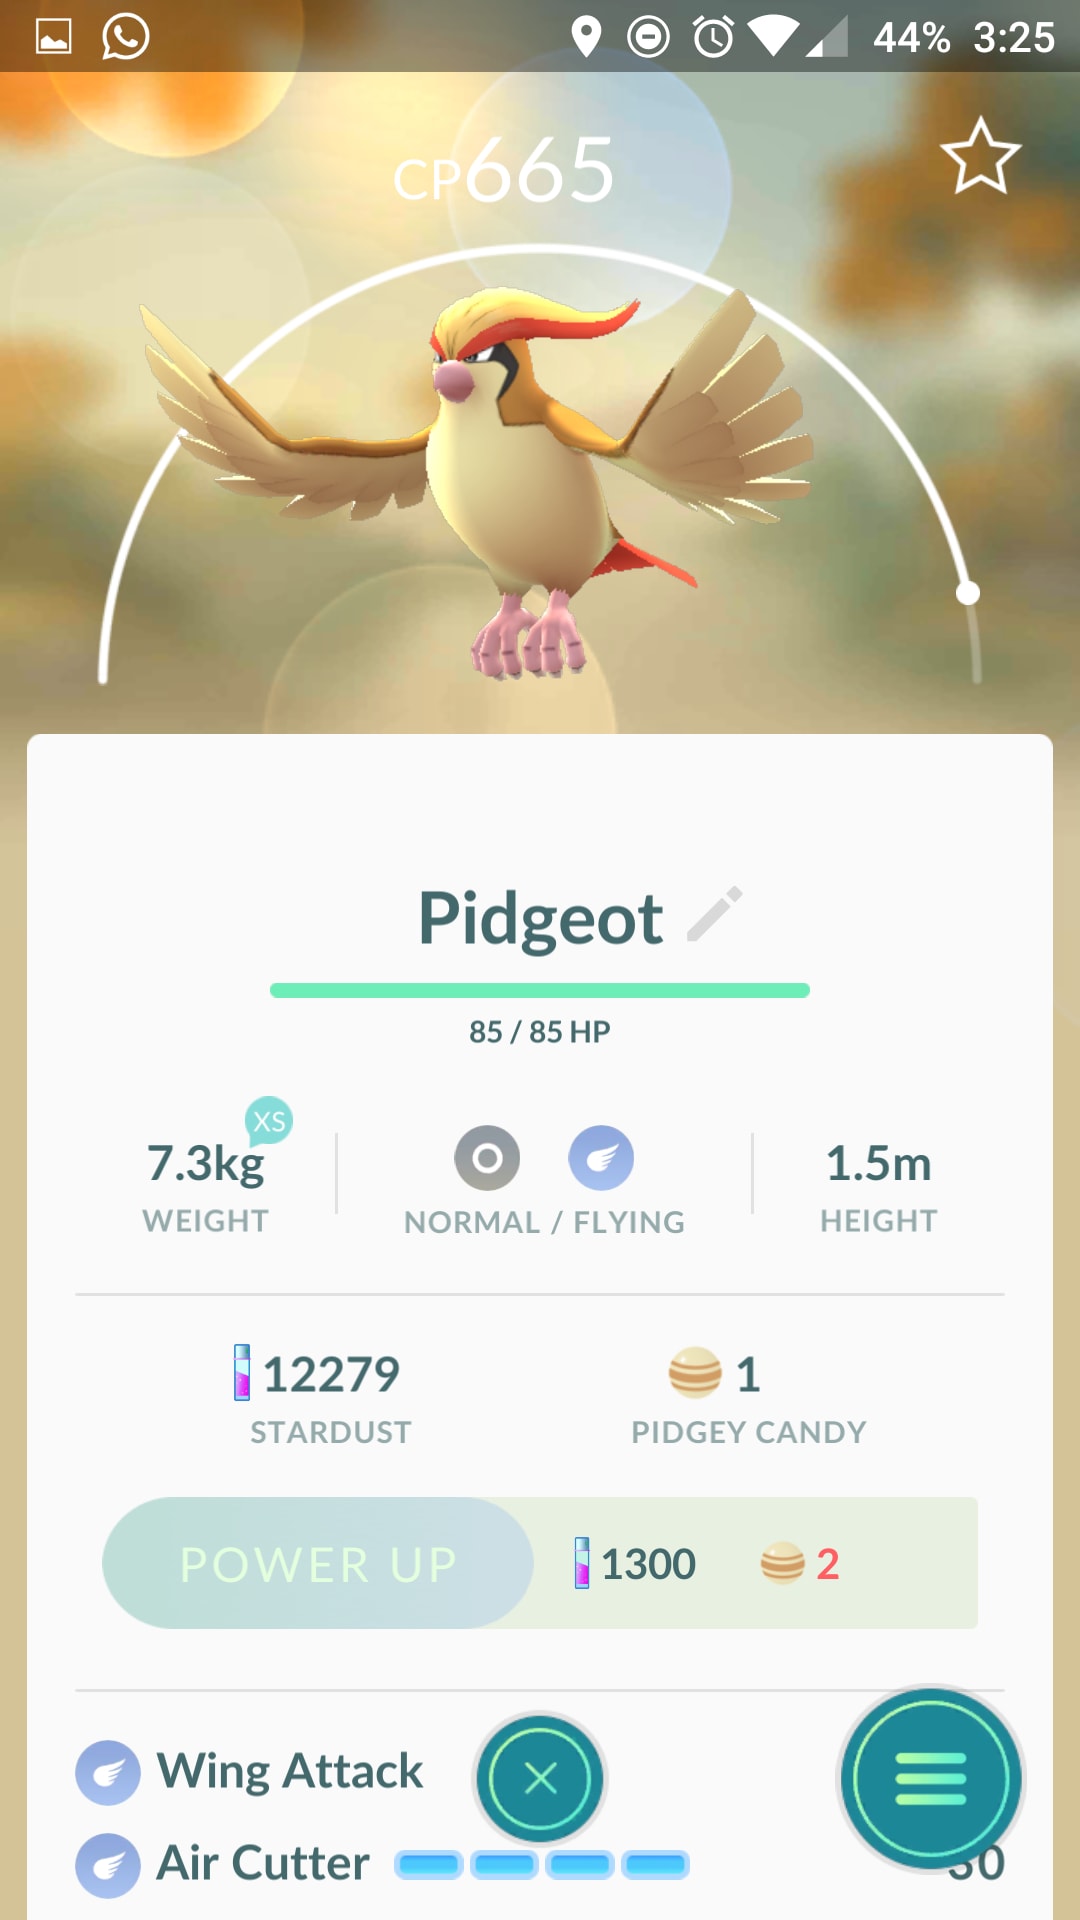 44% 3:25
CP665
Pidgeot
85 / 85 HP
XS
7.3kg
1.5m
WEIGHT
NORMAL / FLYING
HEIGHT
12279
1
STARDUST
PIDGEY CANDY
POWER UP 1300 2
Wing Attack
Air Cutter